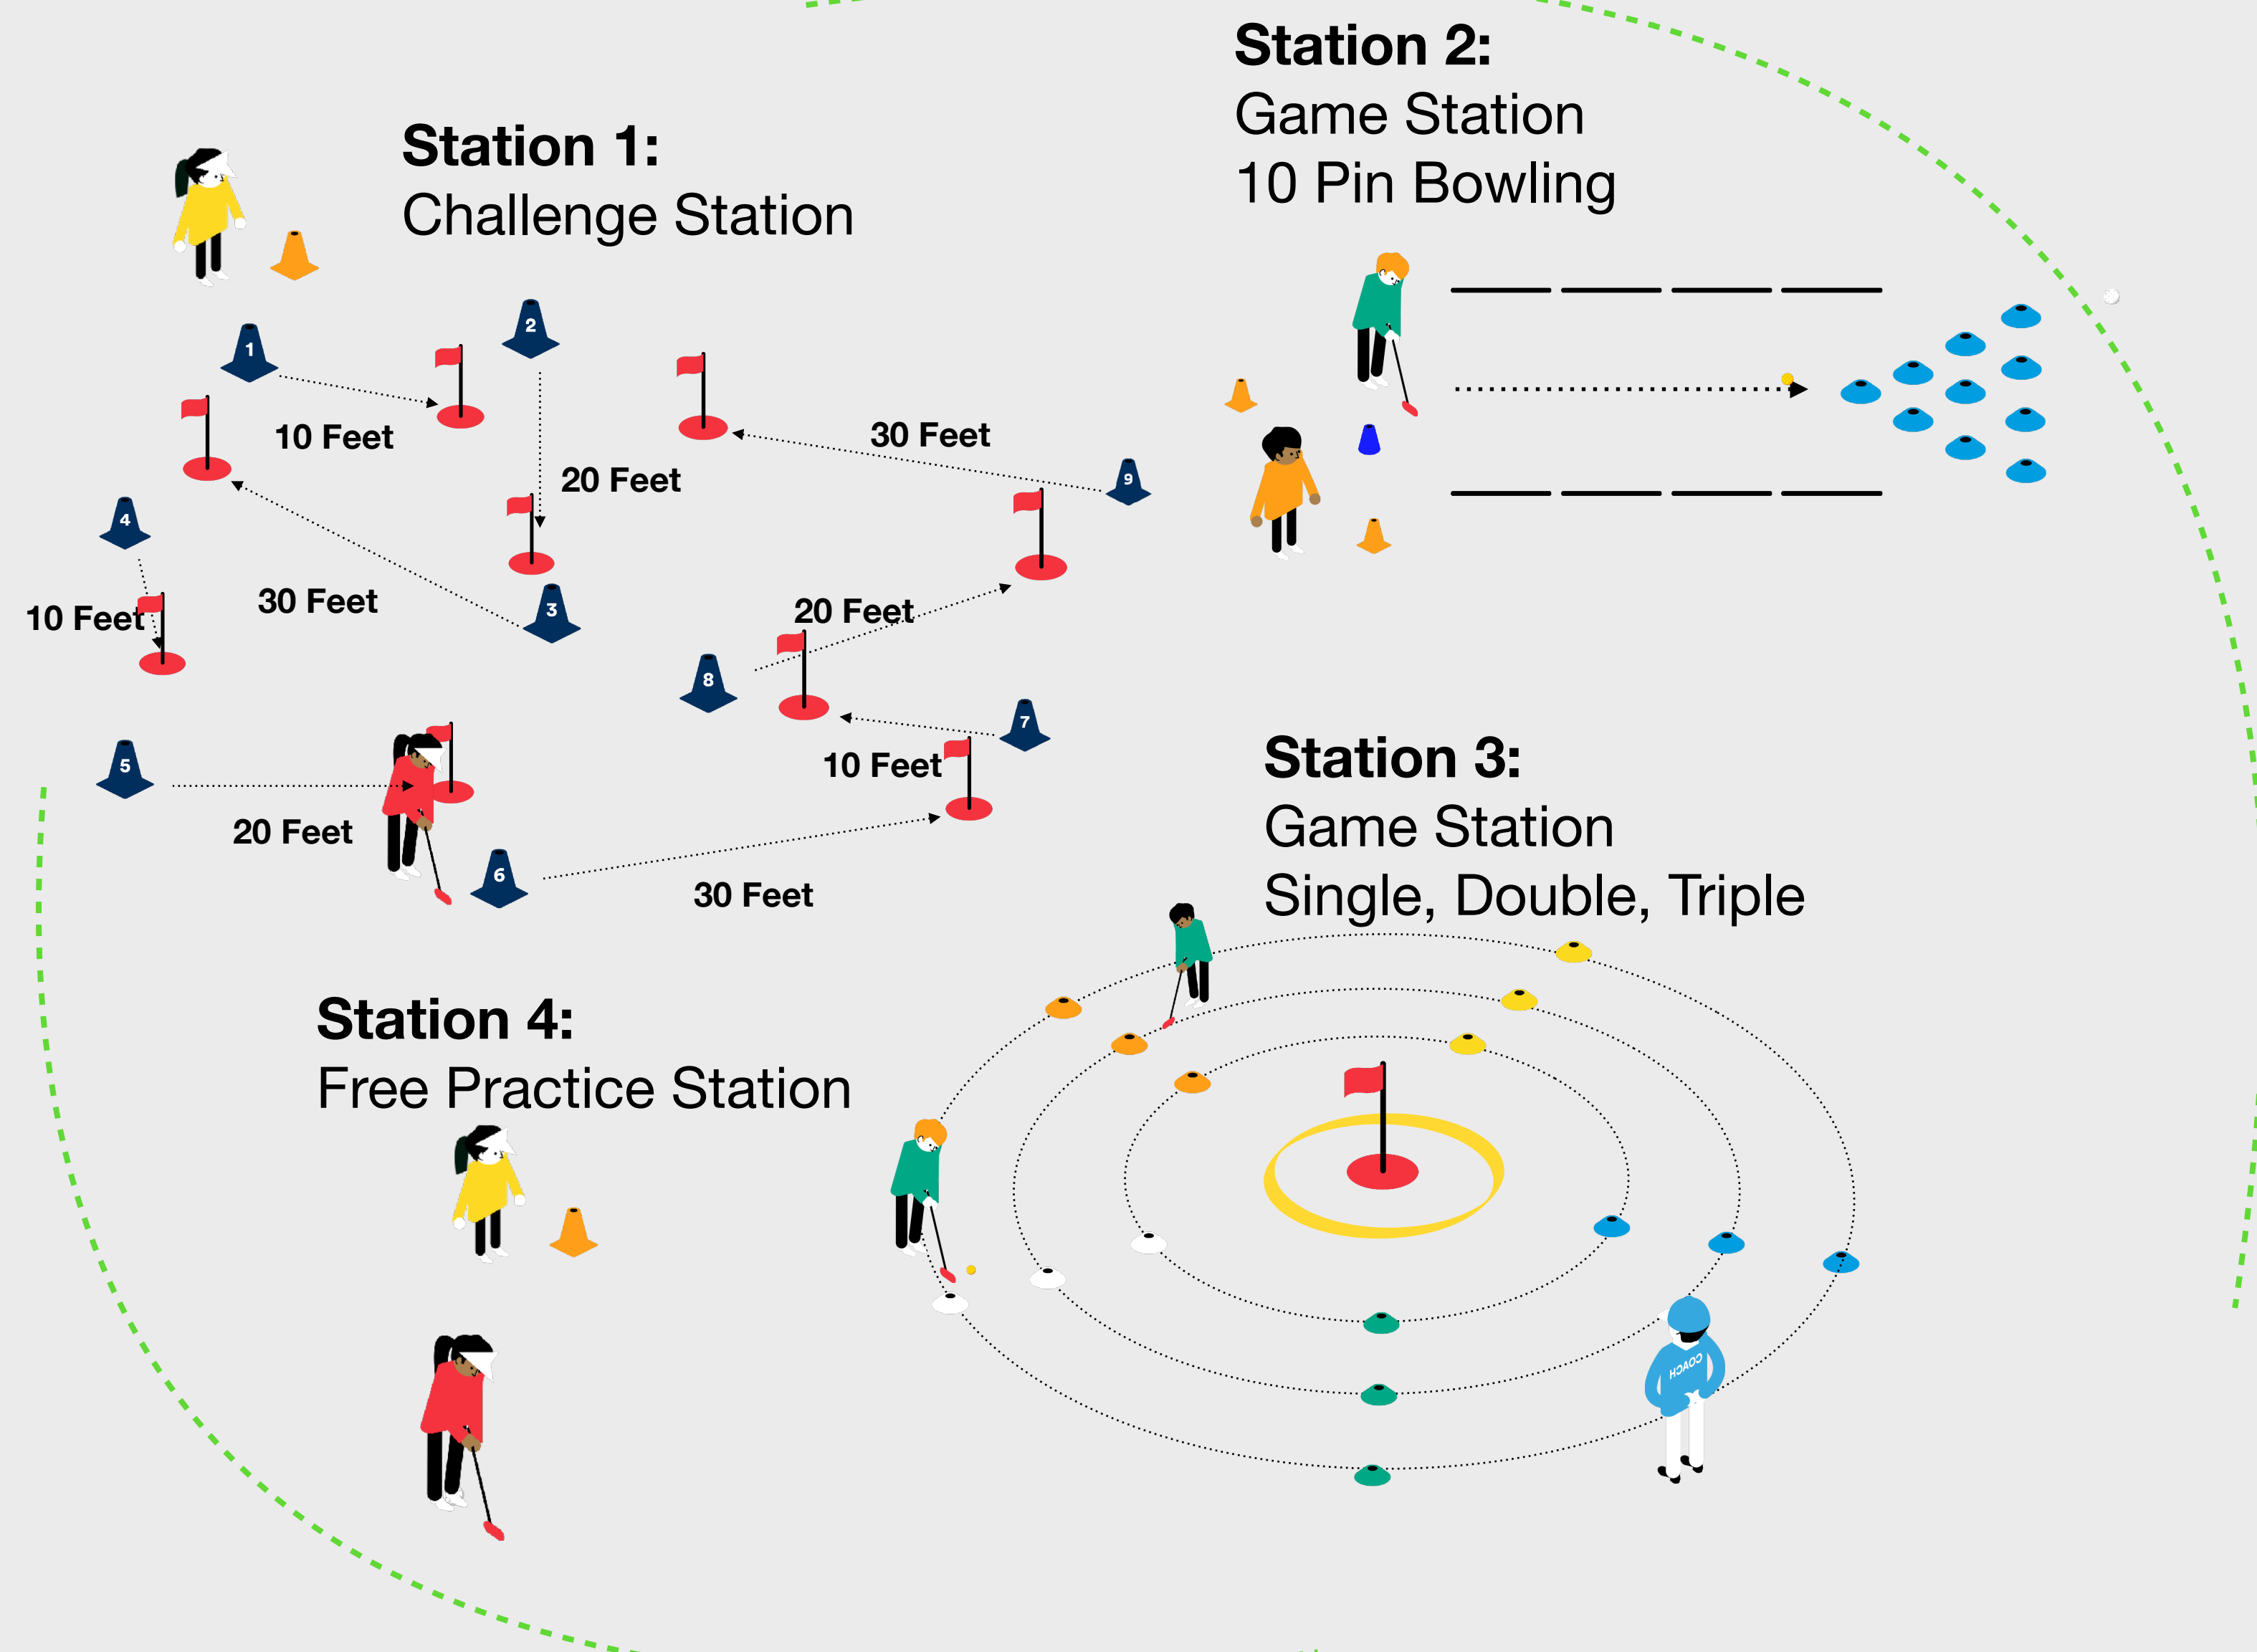 Station 1:
Challenge Station
Station 2:
Game Station
10 Pin Bowling
1
2
10 Feet
20 Feet
30 Feet
9
4
3
10 Feet
30 Feet
20 Feet
8
7
5
10 Feet
20 Feet
6
30 Feet
Station 3:
Game Station
Single, Double, Triple
Station 4:
Free Practice Station
COACH